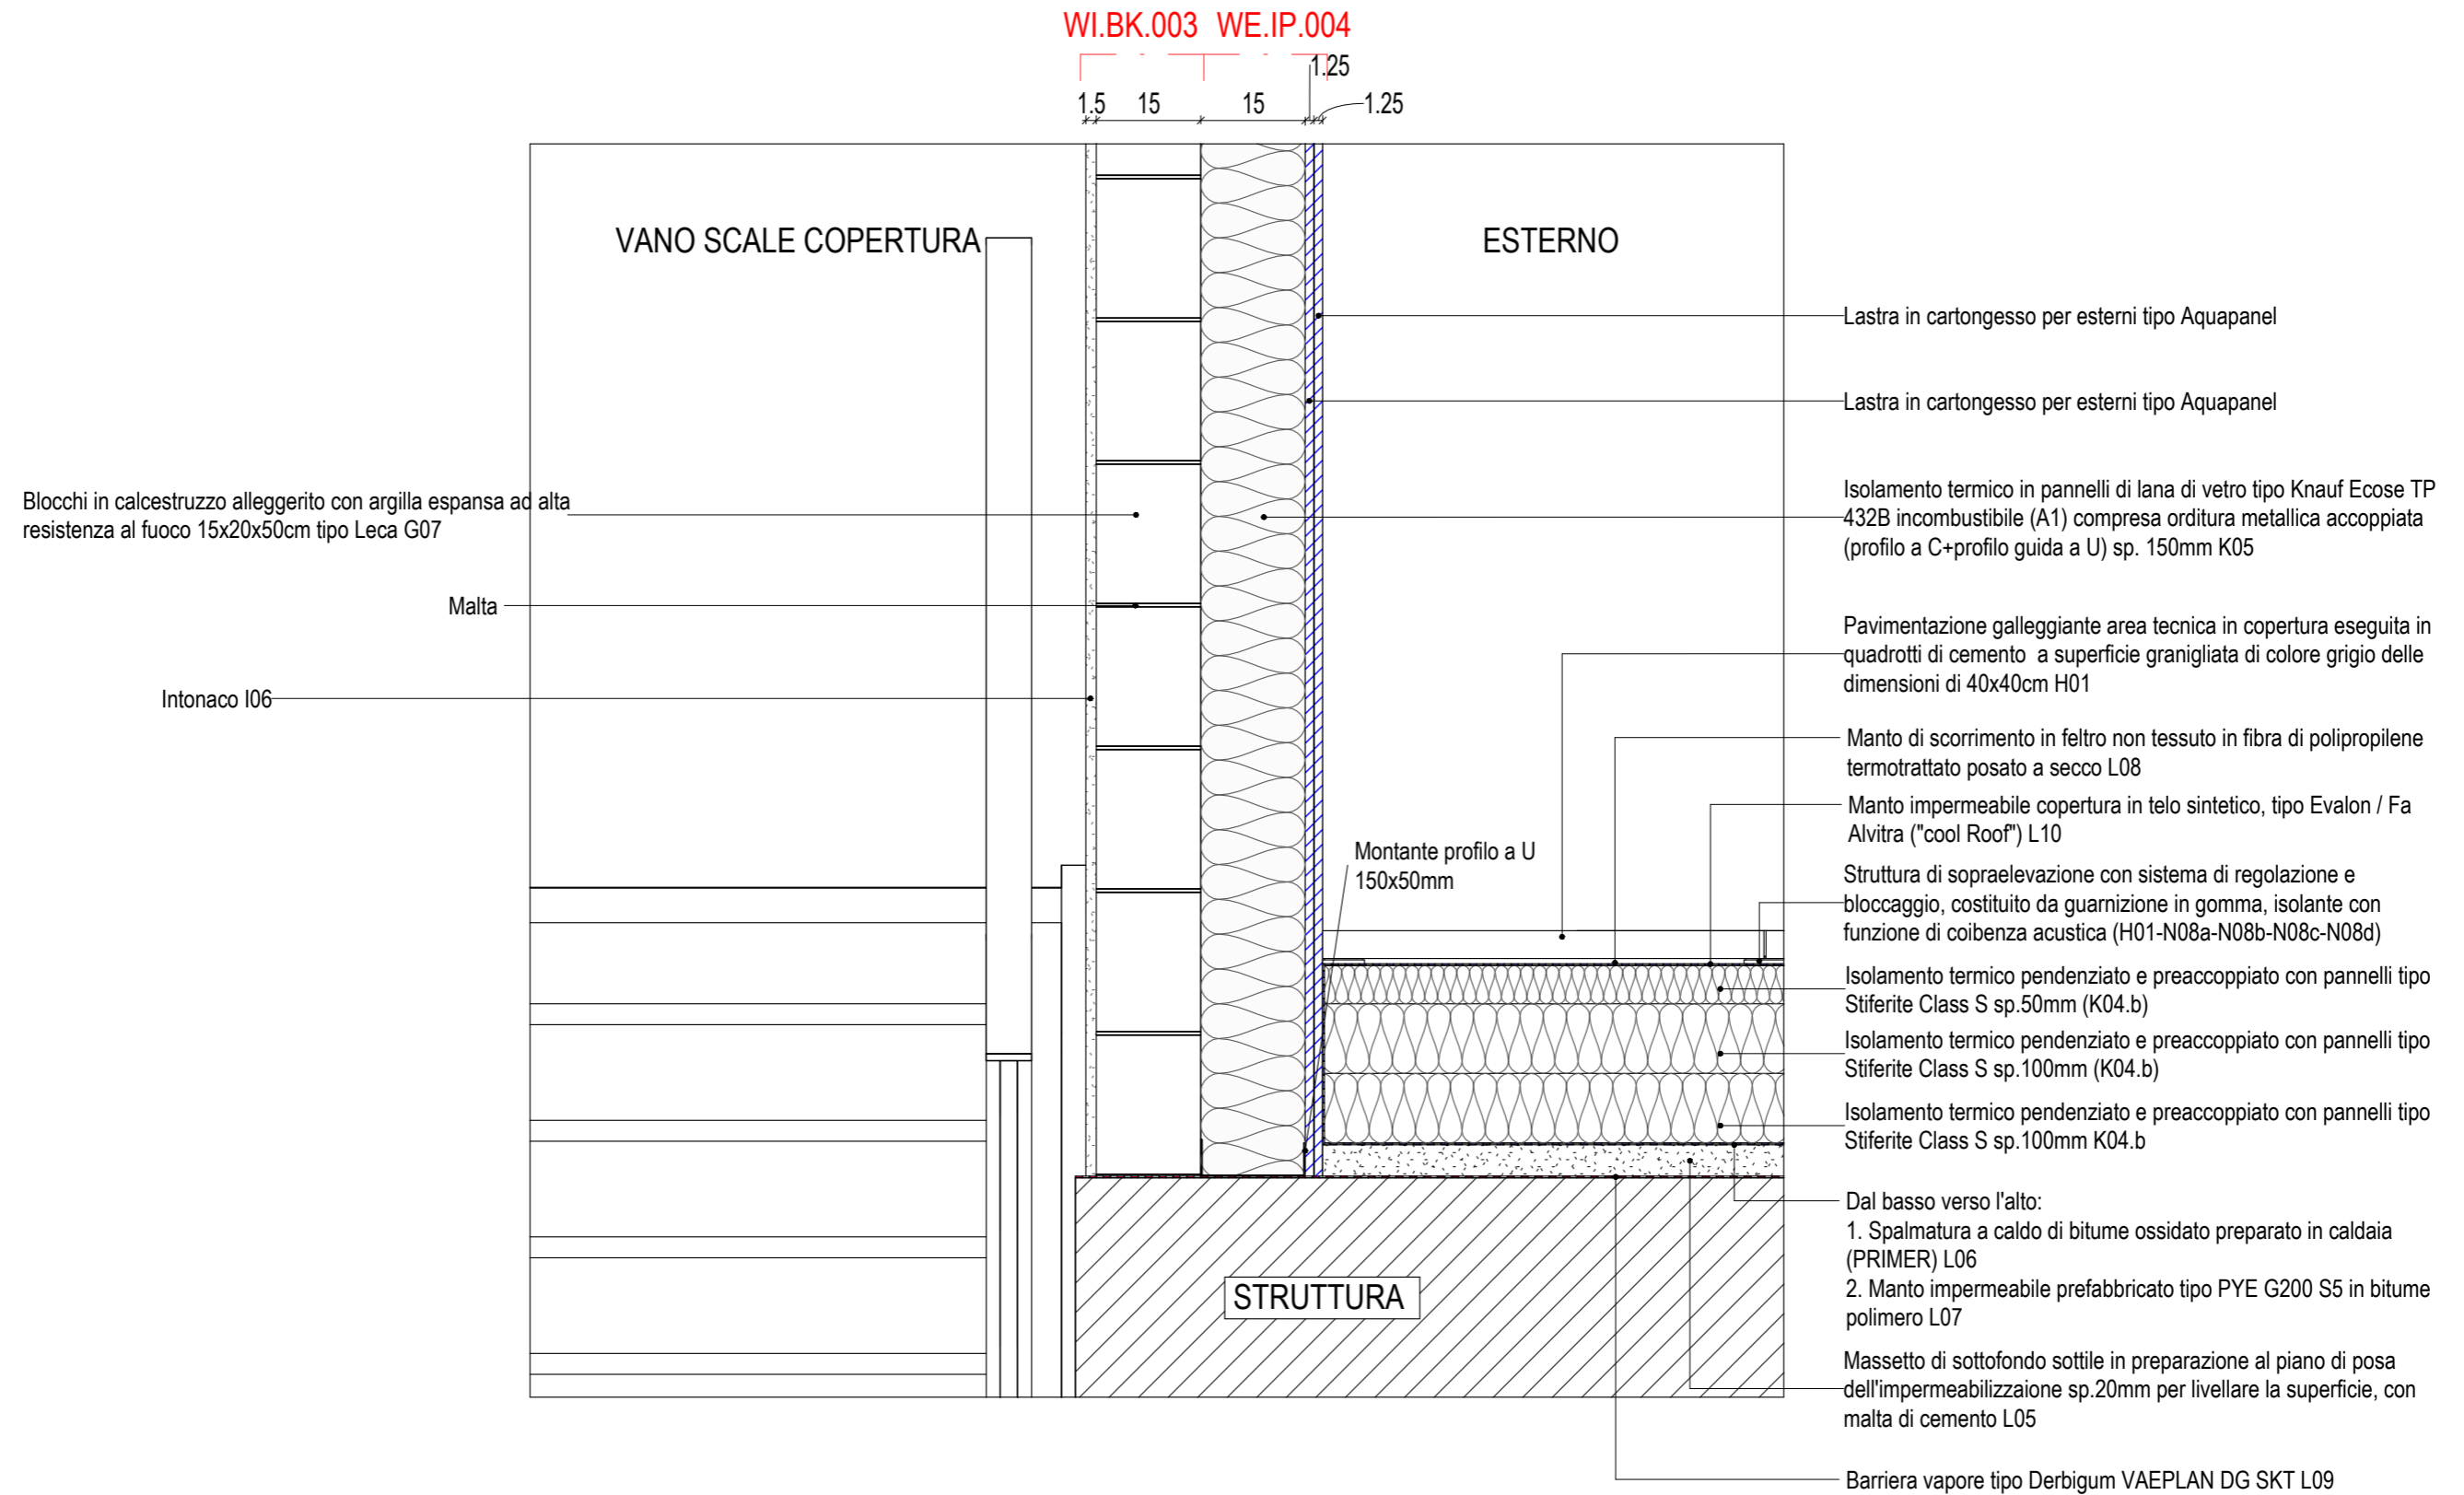 WI.BK.003 WE.IP.004
1.25
1.5 15 15 1.25
VANO SCALE COPERTURA
ESTERNO
Lastra in cartongesso per esterni tipo Aquapanel
Lastra in cartongesso per esterni tipo Aquapanel
Blocchi in calcestruzzo alleggerito con argilla espansa ad alta
resistenza al fuoco 15x20x50cm tipo Leca G07
Isolamento termico in pannelli di lana di vetro tipo Knauf Ecose TP
432B incombustibile (A1) compresa orditura metallica accoppiata
(profilo a C+profilo guida a U) sp. 150mm K05
Malta
Pavimentazione galleggiante area tecnica in copertura eseguita in
quadrotti di cemento a superficie granigliata di colore grigio delle
dimensioni di 40x40cm H01
Intonaco I06
Manto di scorrimento in feltro non tessuto in fibra di polipropilene
termotrattato posato a secco L08
Manto impermeabile copertura in telo sintetico, tipo Evalon / Fa
Alvitra ("cool Roof") L10
Montante profilo a U
150x50mm
Struttura di sopraelevazione con sistema di regolazione e
bloccaggio, costituito da guarnizione in gomma, isolante con
funzione di coibenza acustica (H01-N08a-N08b-N08c-N08d)
Isolamento termico pendenziato e preaccoppiato con pannelli tipo
Stiferite Class S sp.50mm (K04.b)
Isolamento termico pendenziato e preaccoppiato con pannelli tipo
Stiferite Class S sp.100mm (K04.b)
Isolamento termico pendenziato e preaccoppiato con pannelli tipo
Stiferite Class S sp.100mm K04.b
Dal basso verso l'alto:
1. Spalmatura a caldo di bitume ossidato preparato in caldaia
(PRIMER) L06
2. Manto impermeabile prefabbricato tipo PYE G200 S5 in bitume
polimero L07
STRUTTURA
Massetto di sottofondo sottile in preparazione al piano di posa
dell'impermeabilizzaione sp.20mm per livellare la superficie, con
malta di cemento L05
Barriera vapore tipo Derbigum VAEPLAN DG SKT L09